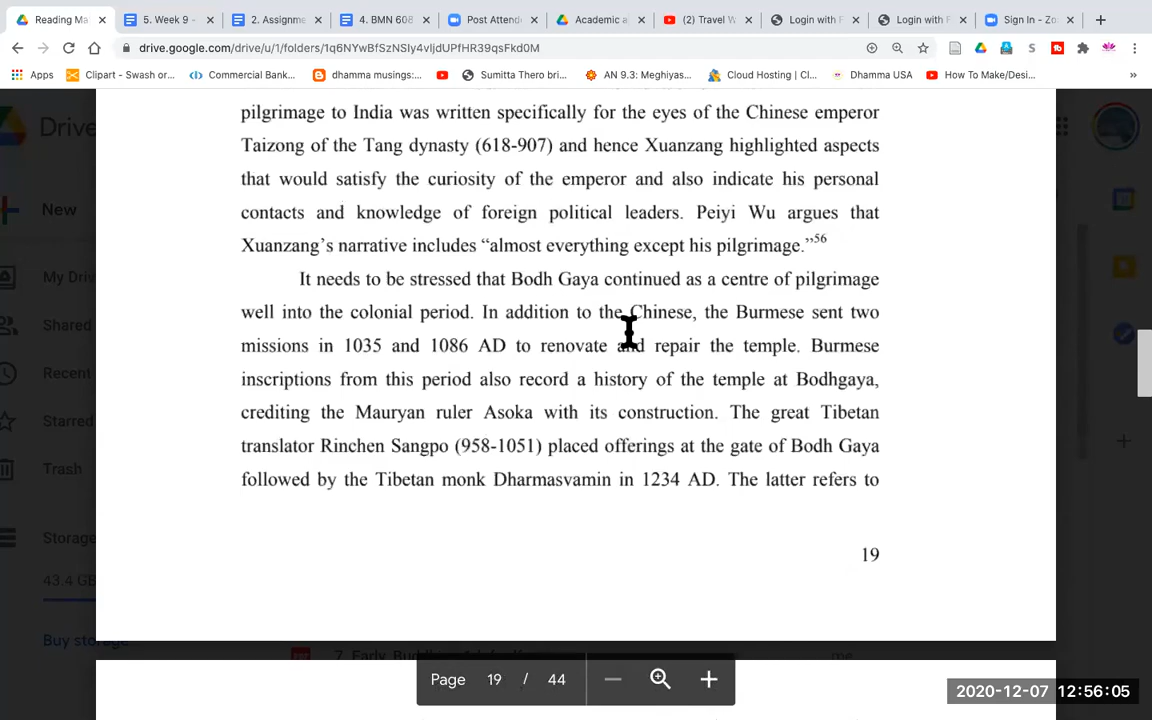 Reading Ma
5. Week 9 -
2. Assignme
4. BMN 608
Post Attend
Academic a
(2) Travel W
Login with F
Login with F
Sign In - Zo
drive.google.com/drive/u/1/folders/1q6NYwBfSzNSIy4vljdUPfHR39qsFkd0M
Apps
Clipart - Swash or...
Commercial Bank...
dhamma musings:...
Sumitta Thero bri...
AN 9.3: Meghiyas...
Cloud Hosting | Cl...
Dhamma USA
How To Make/Desi...
»
Drive
New
My Driv
Shared
Recent
Starred
Trash
Storage
43.4 GB
Buy storage
pilgrimage to India was written specifically for the eyes of the Chinese emperor
Taizong of the Tang dynasty (618-907) and hence Xuanzang highlighted aspects
that would satisfy the curiosity of the emperor and also indicate his personal
contacts and knowledge of foreign political leaders. Peiyi Wu argues that
Xuanzang's narrative includes “almost everything except his pilgrimage.”56
It needs to be stressed that Bodh Gaya continued as a centre of pilgrimage
well into the colonial period. In addition to the Chinese, the Burmese sent two
missions in 1035 and 1086 AD to renovate and repair the temple. Burmese
inscriptions from this period also record a history of the temple at Bodhgaya,
crediting the Mauryan ruler Asoka with its construction. The great Tibetan
translator Rinchen Sangpo (958-1051) placed offerings at the gate of Bodh Gaya
followed by the Tibetan monk Dharmasvamin in 1234 AD. The latter refers to
19
me
Page 19 / 44
2020-12-07 12:56:05